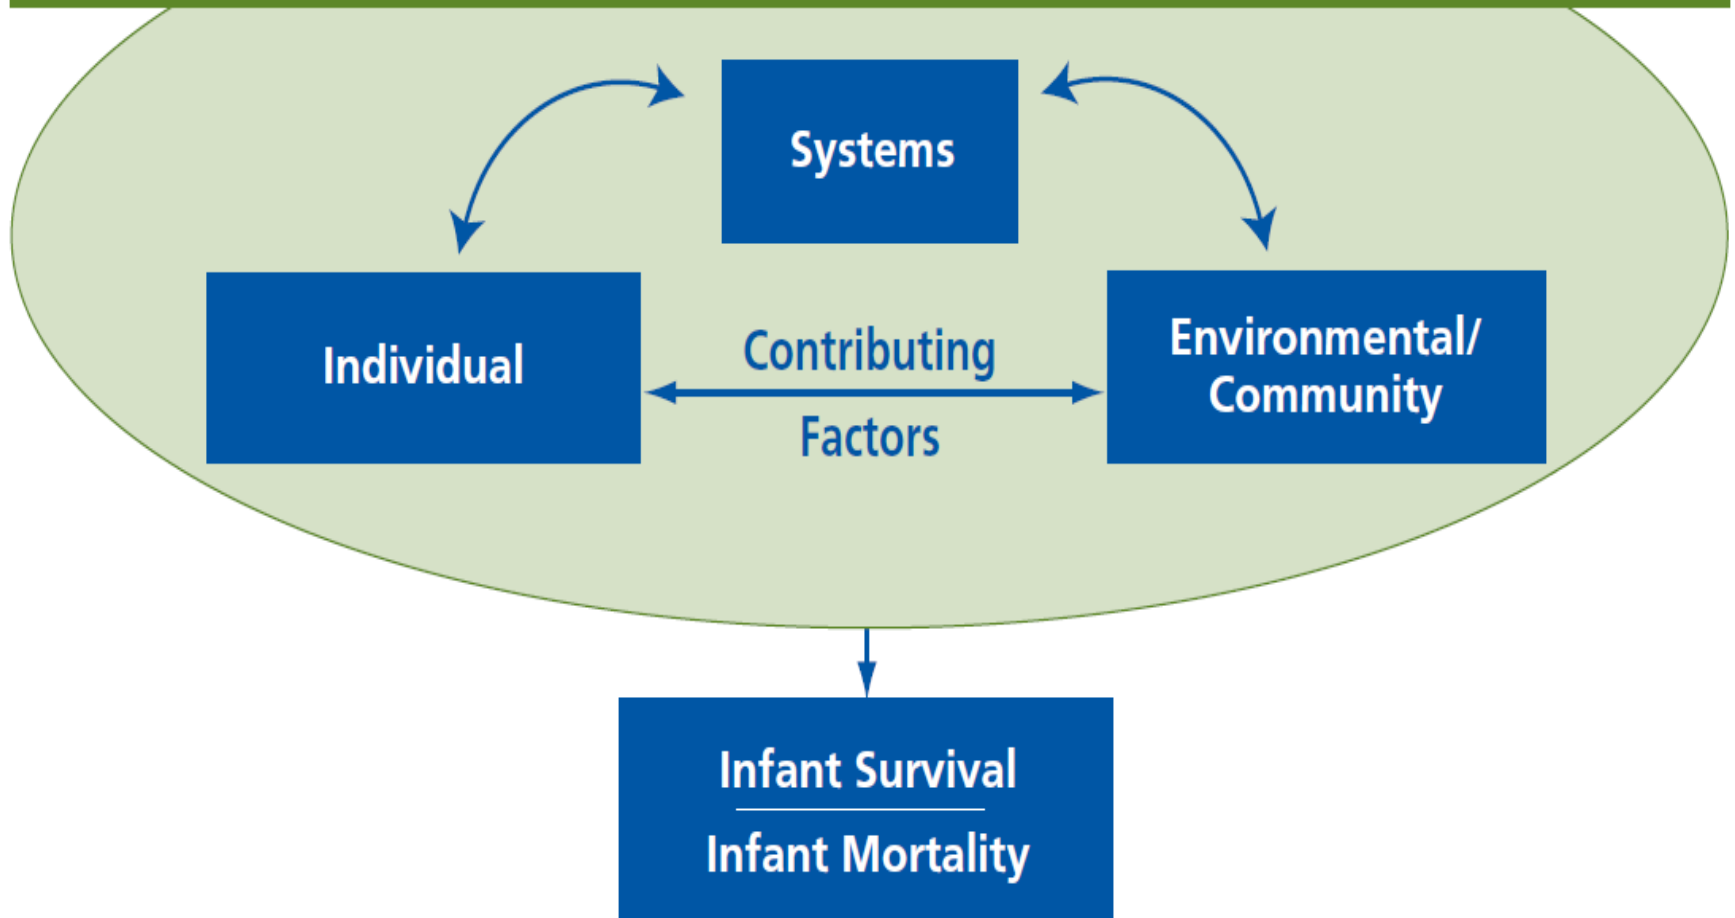 Systems
Individual
Contributing
Factors
Environmental/
Community
Infant Survival
Infant Mortality